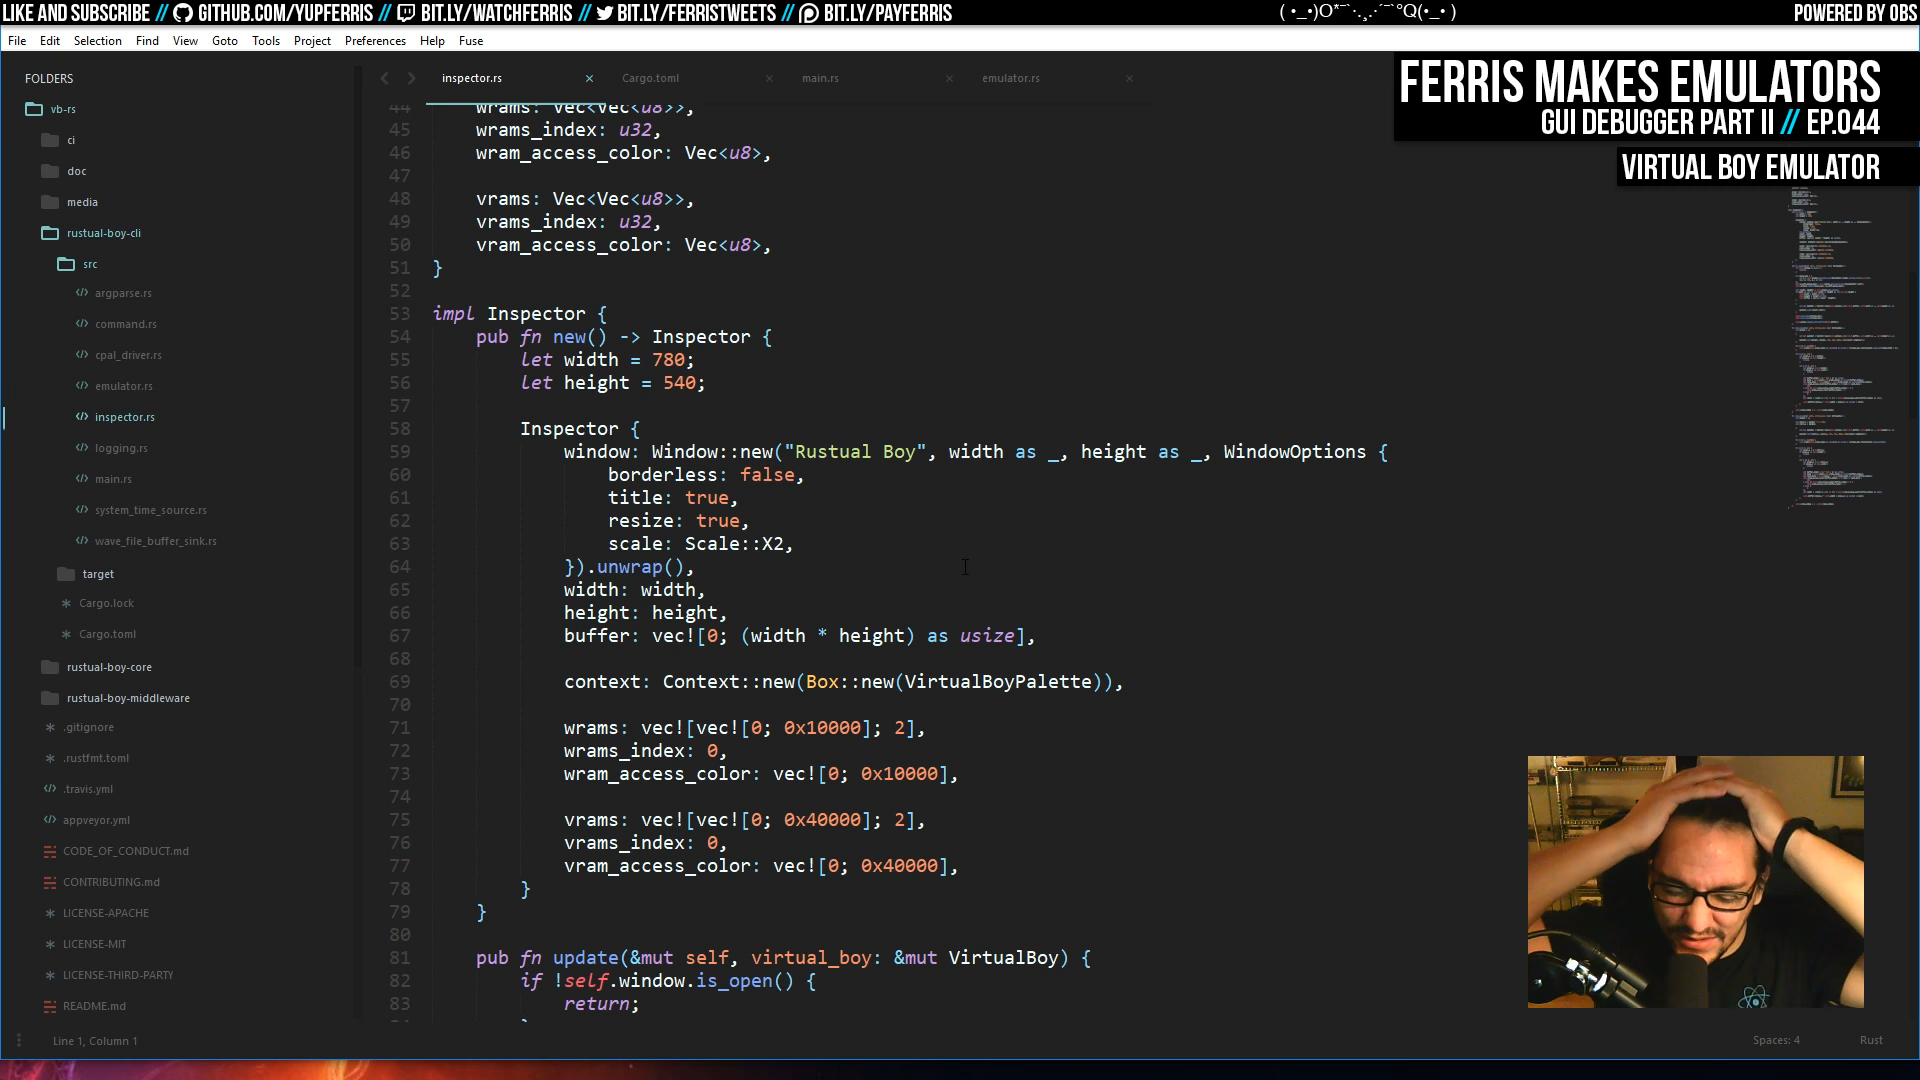 LIKE AND SUBSCRIBE // GITHUB.COM/YUPFERRIS // BIT.LY/WATCHFERRIS // BIT.LY/FERRISTWEETS // BIT.LY/PAYFERRIS
POWERED BY OBS
File Edit Selection Find View Goto Tools Project Preferences Help Fuse
FERRIS MAKES EMULATORS
GUI DEBUGGER PART II // EP.044
VIRTUAL BOY EMULATOR
FOLDERS
vb-rs
ci
doc
media
rustual-boy-cli
src
argparse.rs
command.rs
cpal_driver.rs
emulator.rs
inspector.rs
logging.rs
main.rs
system_time_source.rs
wave_file_buffer_sink.rs
target
Cargo.lock
Cargo.toml
rustual-boy-core
rustual-boy-middleware
.gitignore
.rustfmt.toml
.travis.yml
appveyor.yml
CODE_OF_CONDUCT.md
CONTRIBUTING.md
LICENSE-APACHE
LICENSE-MIT
LICENSE-THIRD-PARTY
README.md
inspector.rs Cargo.toml main.rs emulator.rs
44 wrams: Vec<Vec<u8>>,
45 wrams_index: u32,
46 wram_access_color: Vec<u8>,
47
48 vrams: Vec<Vec<u8>>,
49 vrams_index: u32,
50 vram_access_color: Vec<u8>,
51 }
52
53 impl Inspector {
54 pub fn new() -> Inspector {
55 let width = 780;
56 let height = 540;
57
58 Inspector {
59 window: Window::new("Rustual Boy", width as _, height as _, WindowOptions {
60 borderless: false,
61 title: true,
62 resize: true,
63 scale: Scale::X2,
64 }).unwrap(),
65 width: width,
66 height: height,
67 buffer: vec![0; (width * height) as usize],
68
69 context: Context::new(Box::new(VirtualBoyPalette)),
70
71 wrams: vec![vec![0; 0x10000]; 2],
72 wrams_index: 0,
73 wram_access_color: vec![0; 0x10000],
74
75 vrams: vec![vec![0; 0x40000]; 2],
76 vrams_index: 0,
77 vram_access_color: vec![0; 0x40000],
78 }
79 }
80
81 pub fn update(&mut self, virtual_boy: &mut VirtualBoy) {
82 if !self.window.is_open() {
83 return;
Line 1, Column 1
Spaces: 4
Rust